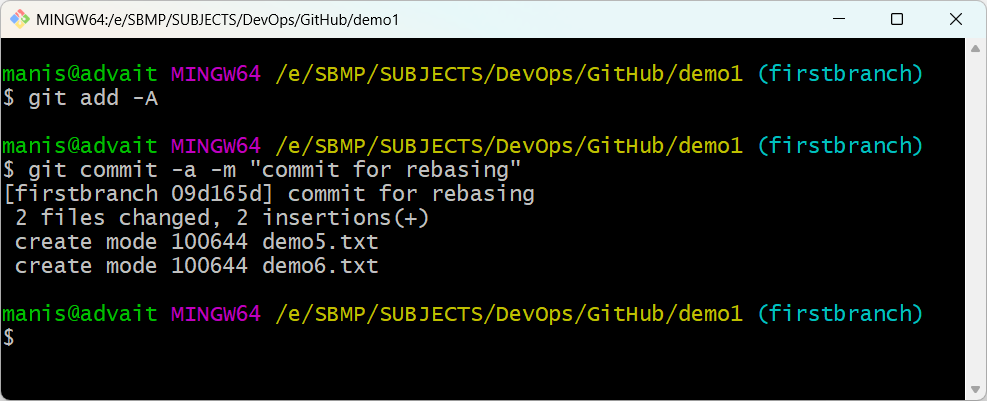 MINGW64:/e/SBMP/SUBJECTS/DevOps/GitHub/demo1
manis@advait MINGW64 /e/SBMP/SUBJECTS/DevOps/GitHub/demo1 (firstbranch)
$ git add -A
manis@advait MINGW64 /e/SBMP/SUBJECTS/DevOps/GitHub/demo1 (firstbranch)
$ git commit -a -m "commit for rebasing"
[firstbranch 09d165d] commit for rebasing
 2 files changed, 2 insertions(+)
 create mode 100644 demo5.txt
 create mode 100644 demo6.txt
manis@advait MINGW64 /e/SBMP/SUBJECTS/DevOps/GitHub/demo1 (firstbranch)
$